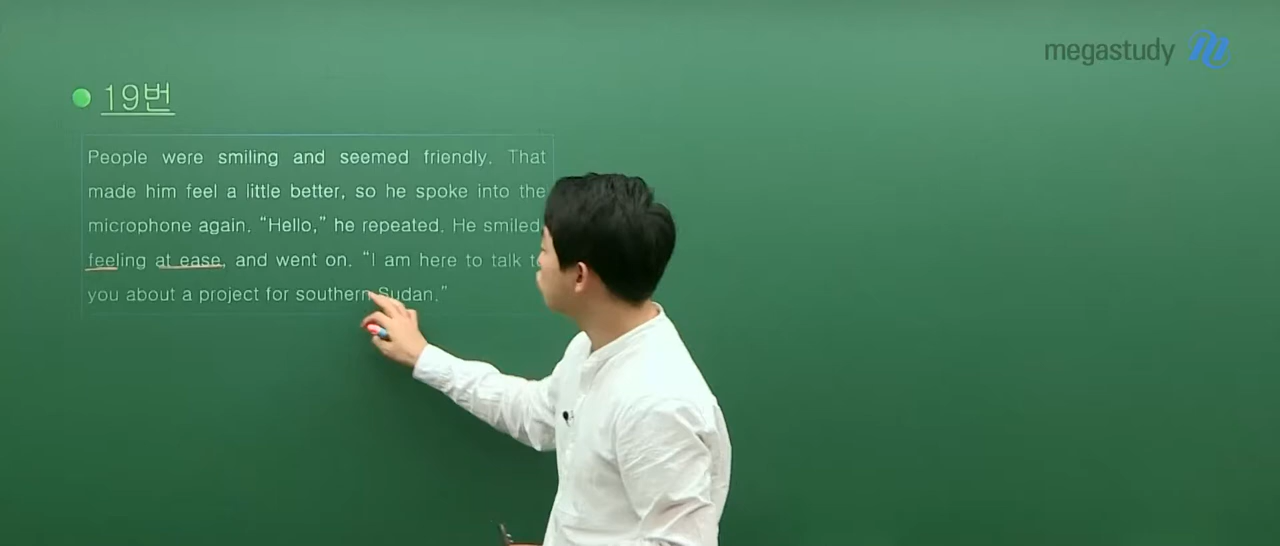 megastudy
19번
People were smiling and seemed friendly. That
made him feel a little better, so he spoke into the
microphone again. “Hello,” he repeated. He smiled,
feeling at ease, and went on. “I am here to talk
you about a project for southern Sudan.”